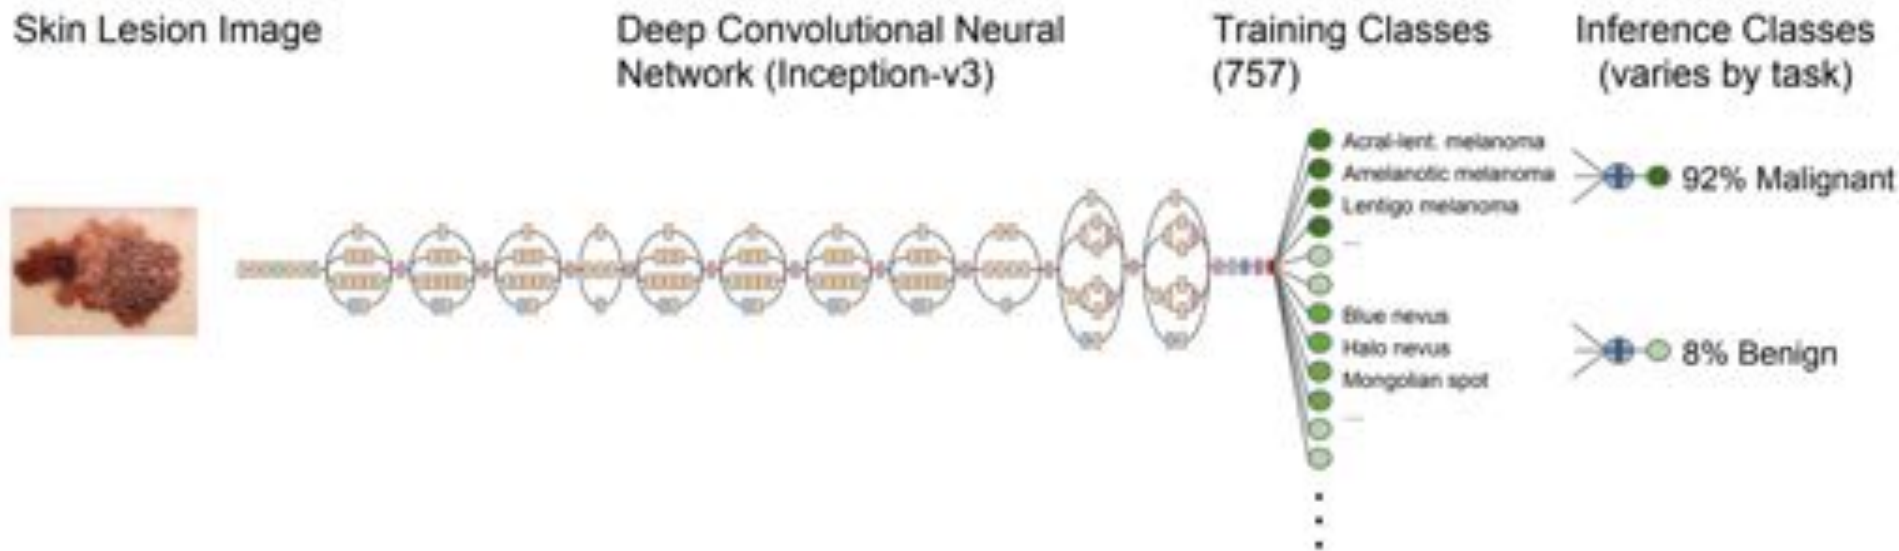 Skin Lesion Image
Deep Convolutional Neural
Network (Inception-v3)
Training Classes
(757)
Inference Classes
(varies by task)
Acral-lent. melanoma
Amelanotic melanoma
Lentigo melanoma
...
Blue nevus
Halo nevus
Mongolian spot
...
92% Malignant
8% Benign